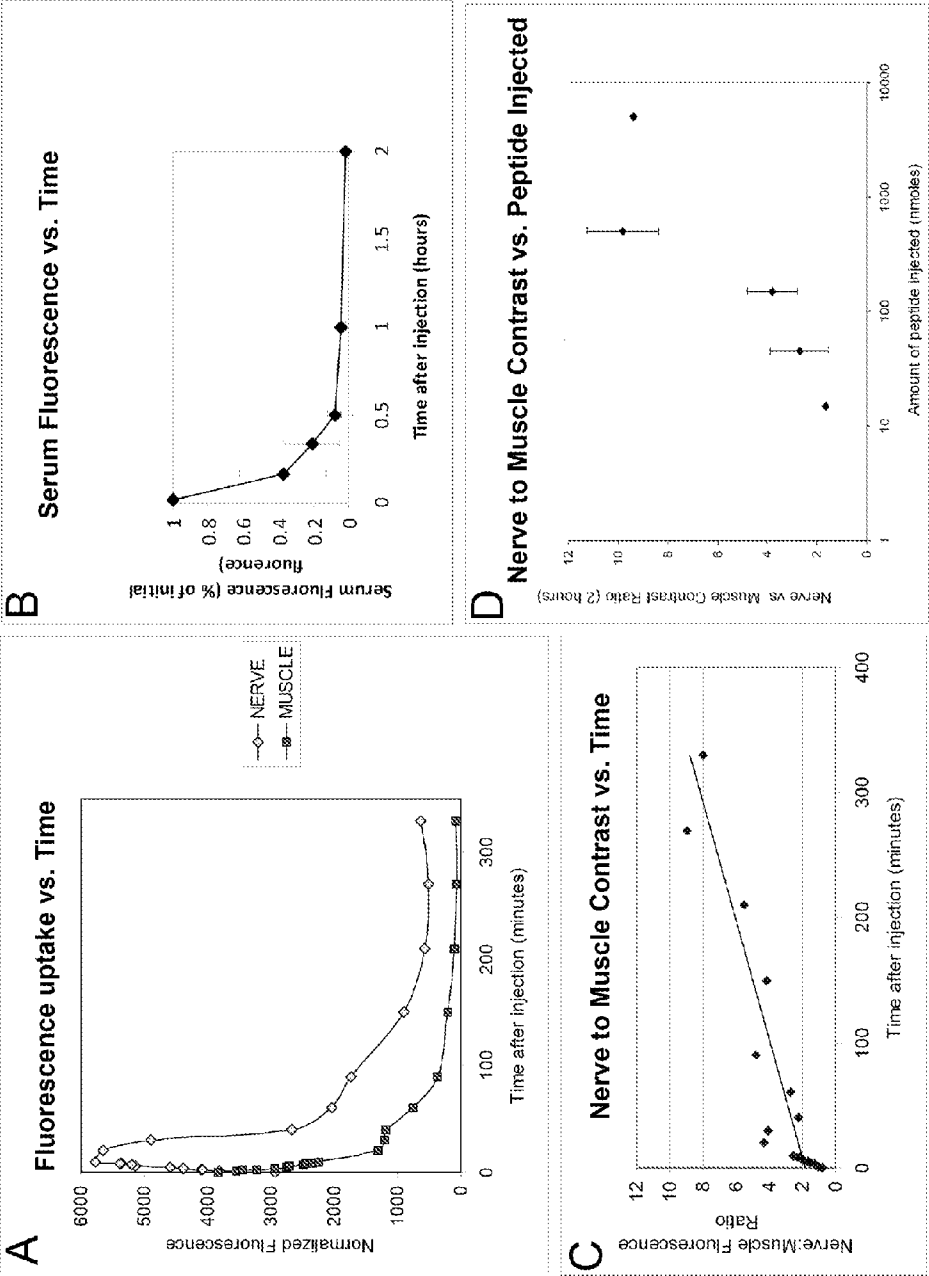 A
Fluorescence uptake vs. Time
Normalized Fluorescence
6000
5000
4000
3000
2000
1000
0
0
100
200
300
Time after injection (minutes)
NERVE
MUSCLE
B
Serum Fluorescence vs. Time
Serum Fluorescence (% of initial
fluorence)
1
0.8
0.6
0.4
0.2
0
0
0.5
1
1.5
2
Time after injection (hours)
C
Nerve to Muscle Contrast vs. Time
Nerve:Muscle Fluorescence
Ratio
12
10
8
6
4
2
0
0
100
200
300
400
Time after injection (minutes)
D
Nerve to Muscle Contrast vs. Peptide Injected
Nerve vs. Muscle Contrast Ratio (2 hours)
12
10
8
6
4
2
0
1
10
100
1000
10000
Amount of peptide injected (nmoles)